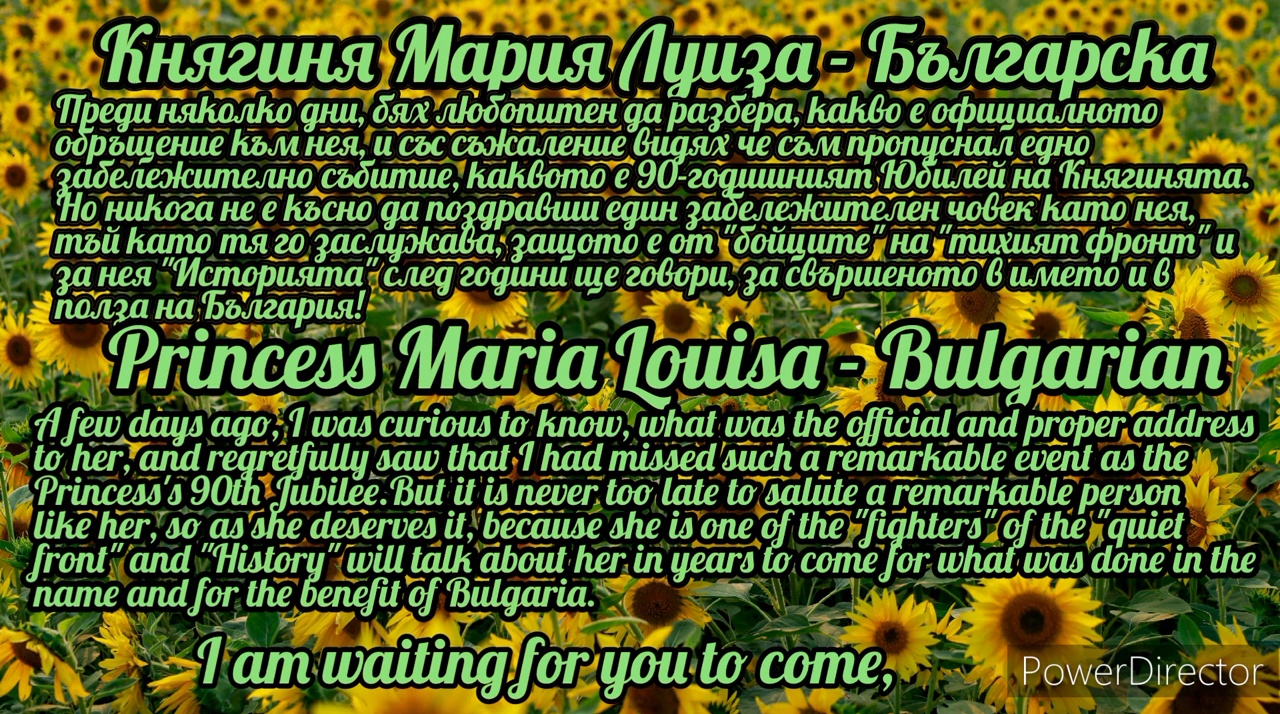 Княгиня Мария Луиза - Българска
Преди няколко дни, бях любопитен да разбера, какво е официалното
обръщение към нея, и със съжаление видях че съм пропуснал едно
забележително събитие, каквото е 90-годишният Юбилей на Княгинята.
Но никога не е късно да поздравиш един забележителен човек като нея,
тъй като тя го заслужава, защото е от "бойците" на "тихият фронт" и
за нея "Историята" след години ще говори, за свършеното в името и в
полза на България!
Princess Maria Louisa - Bulgarian
A few days ago, I was curious to know, what was the official and proper address
to her, and regretfully saw that I had missed such a remarkable event as the
Princess's 90th Jubilee.But it is never too late to salute a remarkable person
like her, so as she deserves it, because she is one of the "fighters" of the "quiet
front" and "History" will talk about her in years to come for what was done in the
name and for the benefit of Bulgaria.
I am waiting for you to come,
PowerDirector